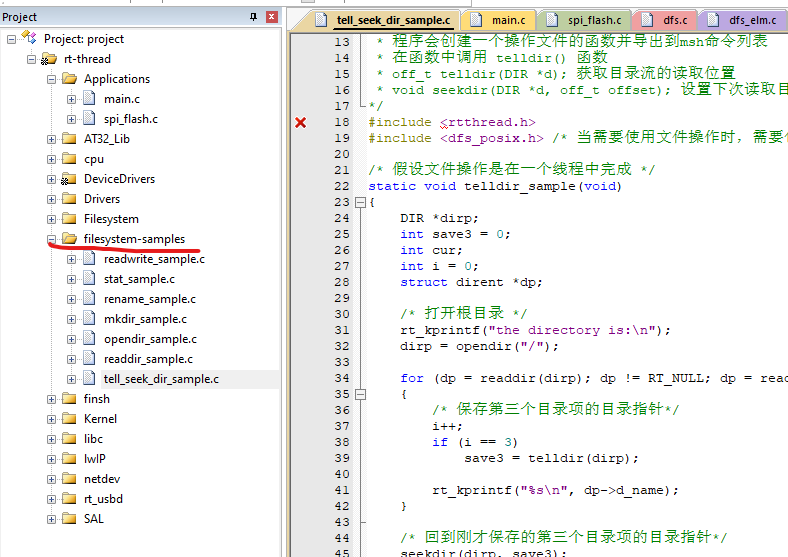 Project
Project: project
rt-thread
Applications
main.c
spi_flash.c
AT32_Lib
cpu
DeviceDrivers
Drivers
Filesystem
filesystem-samples
readwrite_sample.c
stat_sample.c
rename_sample.c
mkdir_sample.c
opendir_sample.c
readdir_sample.c
tell_seek_dir_sample.c
finsh
Kernel
libc
lwIP
netdev
rt_usbd
SAL
tell_seek_dir_sample.c main.c spi_flash.c dfs.c dfs_elm.c
13 * 程序会创建一个操作文件的函数并导出到msh命令列表
14 * 在函数中调用 telldir() 函数
15 * off_t telldir(DIR *d); 获取目录流的读取位置
16 * void seekdir(DIR *d, off_t offset); 设置下次读取目
17 */
18 #include <rtthread.h>
19 #include <dfs_posix.h> /* 当需要使用文件操作时，需要
20
21 /* 假设文件操作是在一个线程中完成 */
22 static void telldir_sample(void)
23 {
24 DIR *dirp;
25 int save3 = 0;
26 int cur;
27 int i = 0;
28 struct dirent *dp;
29
30 /* 打开根目录 */
31 rt_kprintf("the directory is:\n");
32 dirp = opendir("/");
33
34 for (dp = readdir(dirp); dp != RT_NULL; dp = read
35 {
36 /* 保存第三个目录项的目录指针*/
37 i++;
38 if (i == 3)
39 save3 = telldir(dirp);
40
41 rt_kprintf("%s\n", dp->d_name);
42 }
43
44 /* 回到刚才保存的第三个目录项的目录指针*/
45 seekdir(dirp, save3);